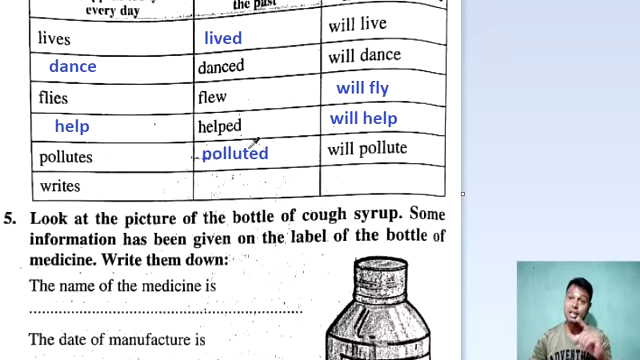 every day the past
lives lived will live
dance danced will dance
flies flew will fly
help helped will help
pollutes polluted will pollute
writes
5. Look at the picture of the bottle of cough syrup. Some
information has been given on the label of the bottle of
medicine. Write them down:
The name of the medicine is
The date of manufacture is